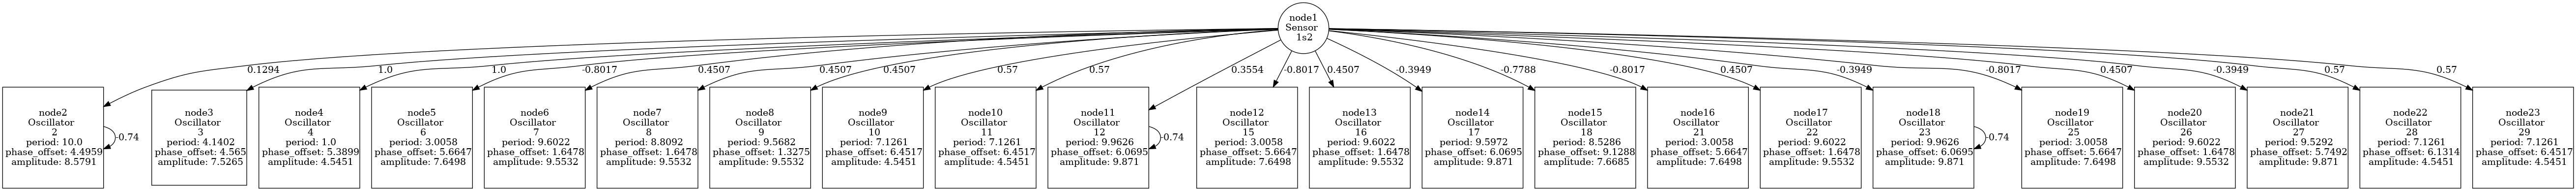 node1
Sensor
1s2
0.1294
1.0
1.0
-0.8017
0.4507
0.4507
0.4507
0.57
0.57
0.3554
-0.8017
0.4507
-0.3949
-0.7788
-0.8017
0.4507
-0.3949
-0.8017
0.4507
-0.3949
0.57
0.57
node2
Oscillator
2
period: 10.0
phase_offset: 4.4959
amplitude: 8.5791
-0.74
node3
Oscillator
3
period: 4.1402
phase_offset: 4.565
amplitude: 7.5265
node4
Oscillator
4
period: 1.0
phase_offset: 5.3899
amplitude: 4.5451
node5
Oscillator
6
period: 3.0058
phase_offset: 5.6647
amplitude: 7.6498
node6
Oscillator
7
period: 9.6022
phase_offset: 1.6478
amplitude: 9.5532
node7
Oscillator
8
period: 8.8092
phase_offset: 1.6478
amplitude: 9.5532
node8
Oscillator
9
period: 9.5682
phase_offset: 1.3275
amplitude: 9.5532
node9
Oscillator
10
period: 7.1261
phase_offset: 6.4517
amplitude: 4.5451
node10
Oscillator
11
period: 7.1261
phase_offset: 6.4517
amplitude: 4.5451
node11
Oscillator
12
period: 9.9626
phase_offset: 6.0695
amplitude: 9.871
-0.74
node12
Oscillator
15
period: 3.0058
phase_offset: 5.6647
amplitude: 7.6498
node13
Oscillator
16
period: 9.6022
phase_offset: 1.6478
amplitude: 9.5532
node14
Oscillator
17
period: 9.5972
phase_offset: 6.0695
amplitude: 9.871
node15
Oscillator
18
period: 8.5286
phase_offset: 9.1288
amplitude: 7.6685
node16
Oscillator
21
period: 3.0058
phase_offset: 5.6647
amplitude: 7.6498
node17
Oscillator
22
period: 9.6022
phase_offset: 1.6478
amplitude: 9.5532
node18
Oscillator
23
period: 9.9626
phase_offset: 6.0695
amplitude: 9.871
-0.74
node19
Oscillator
25
period: 3.0058
phase_offset: 5.6647
amplitude: 7.6498
node20
Oscillator
26
period: 9.6022
phase_offset: 1.6478
amplitude: 9.5532
node21
Oscillator
27
period: 9.5292
phase_offset: 5.7492
amplitude: 9.871
node22
Oscillator
28
period: 7.1261
phase_offset: 6.1314
amplitude: 4.5451
node23
Oscillator
29
period: 7.1261
phase_offset: 6.4517
amplitude: 4.5451